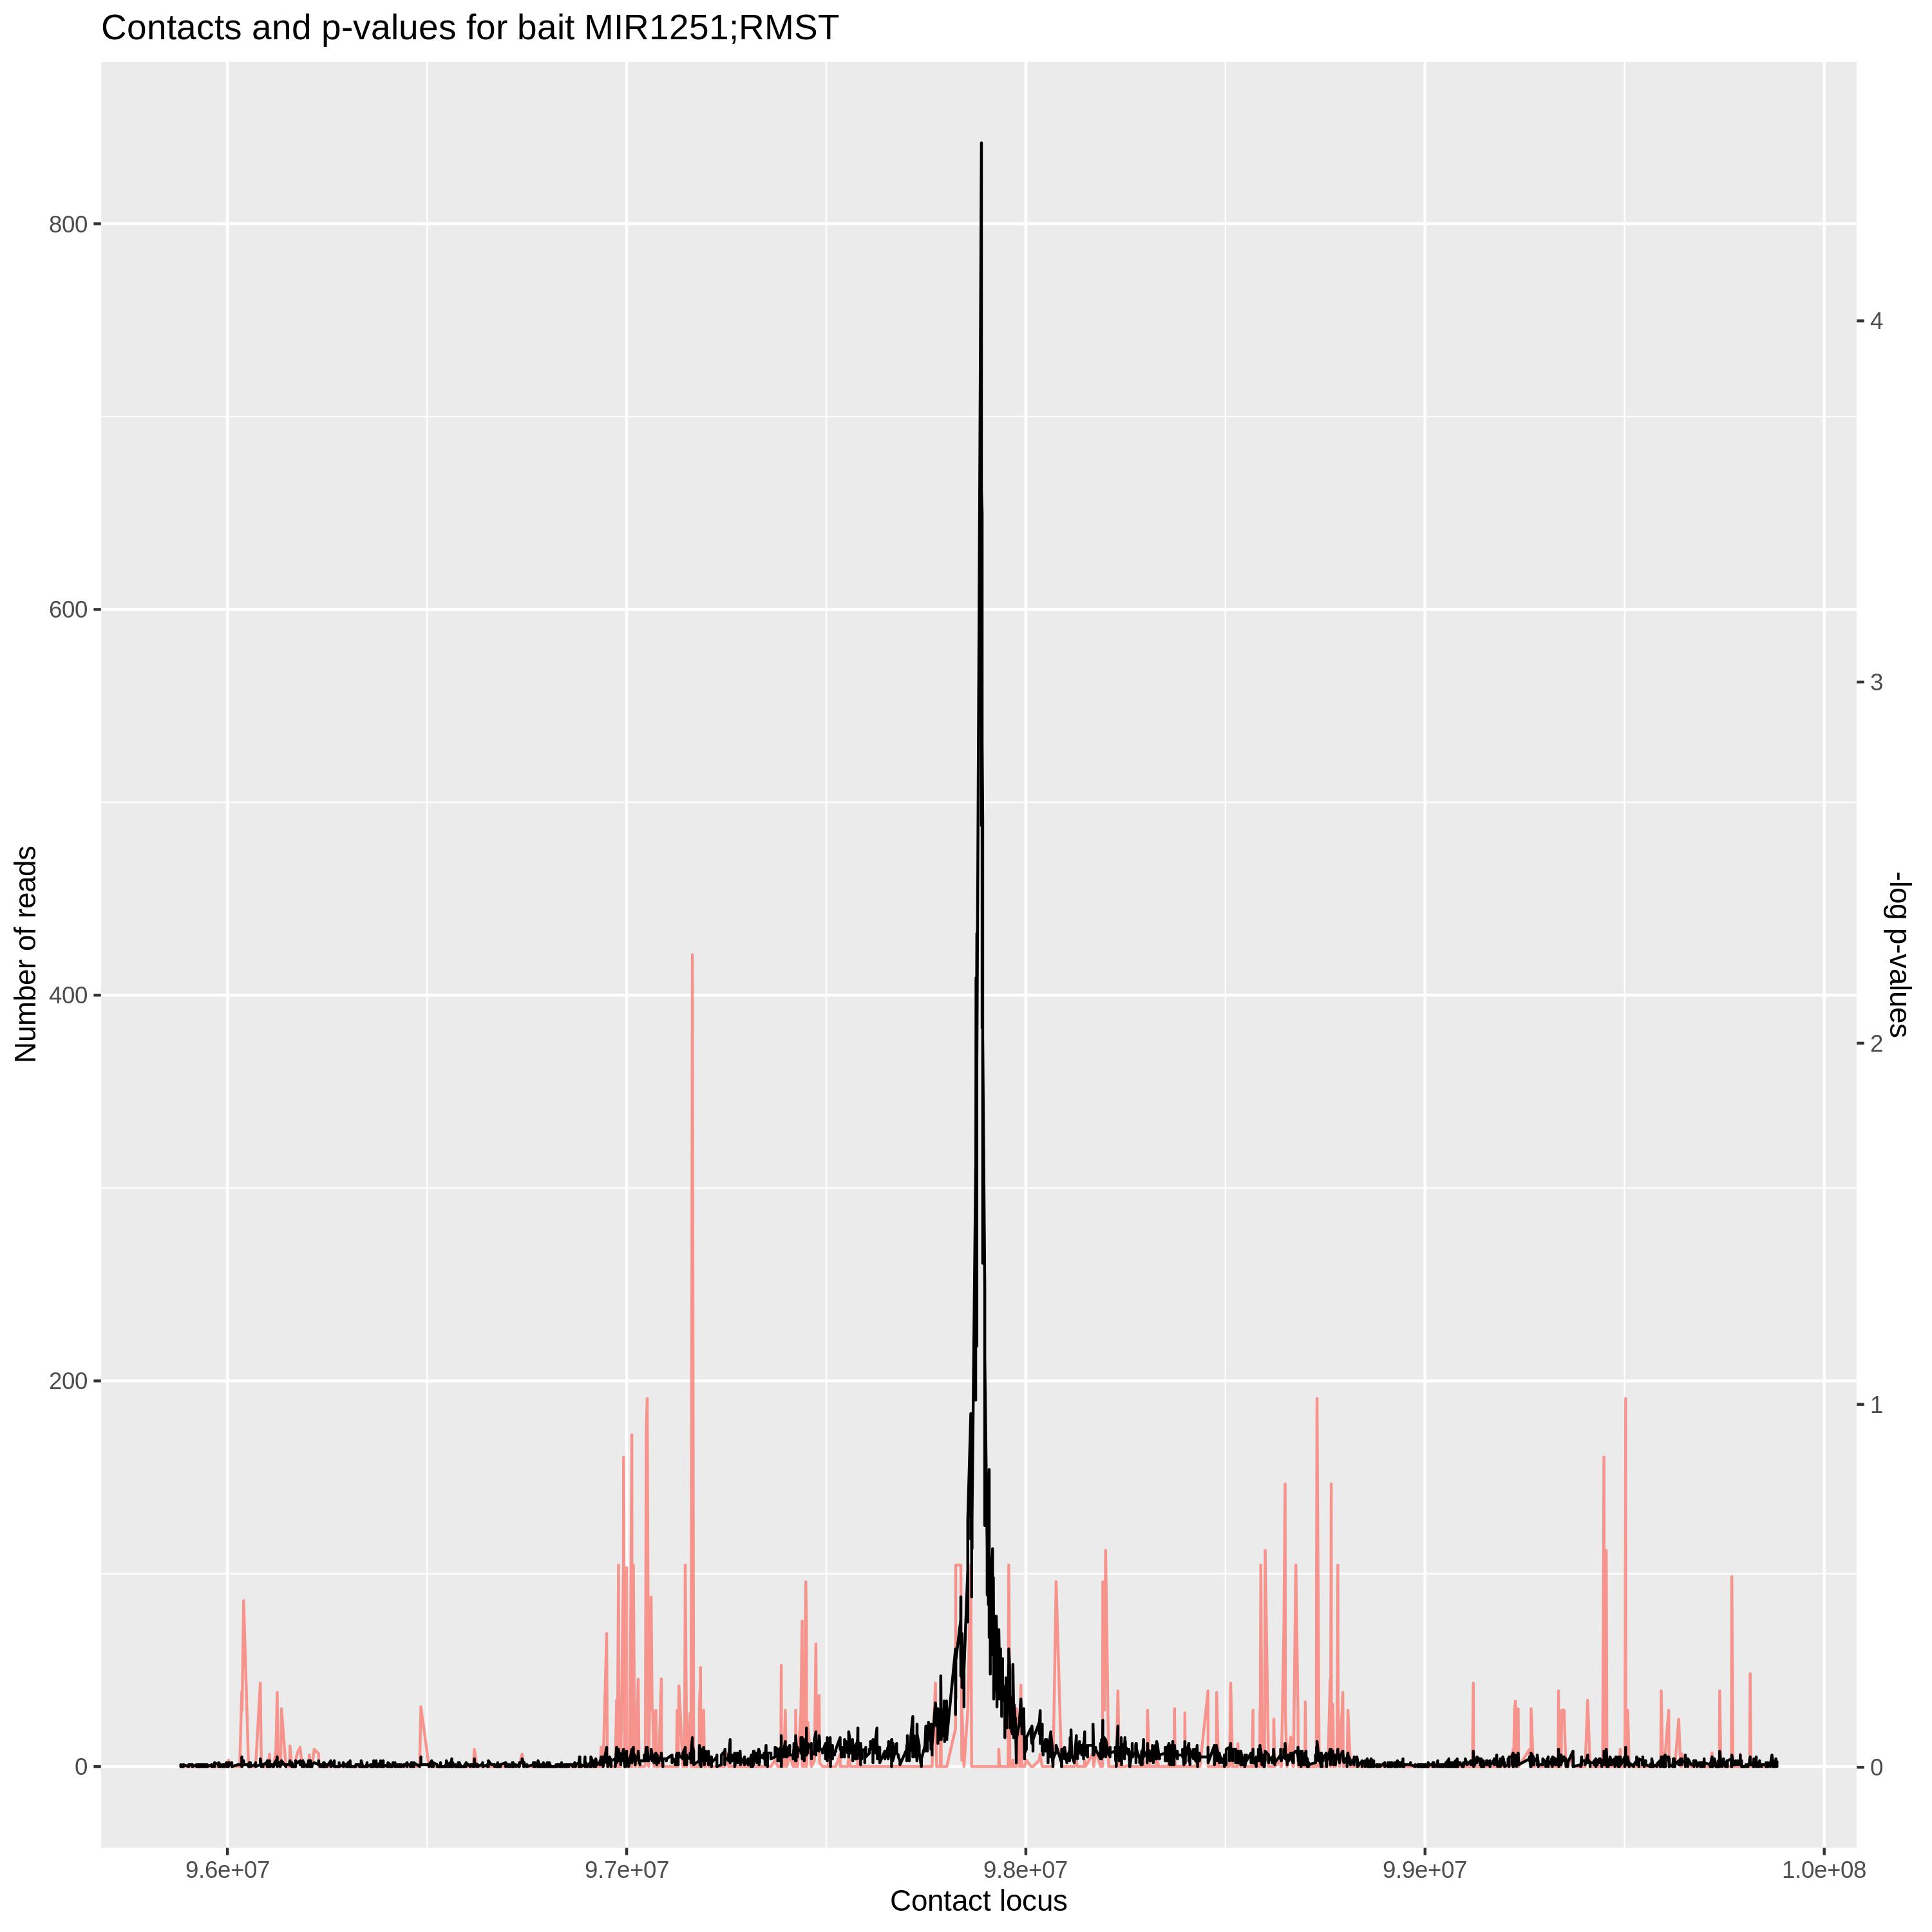 Contacts and p-values for bait MIR1251;RMST
800
600
400
200
0
Number of reads
4
3
2
1
0
-log p-values
9.6e+07
9.7e+07
9.8e+07
9.9e+07
1.0e+08
Contact locus